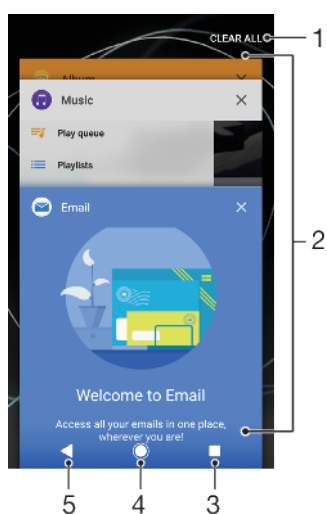 CLEAR ALL
1
Album
Music
Play queue
Playlists
2
Email
Welcome to Email
Access all your emails in one place,
wherever you are!
5
4
3